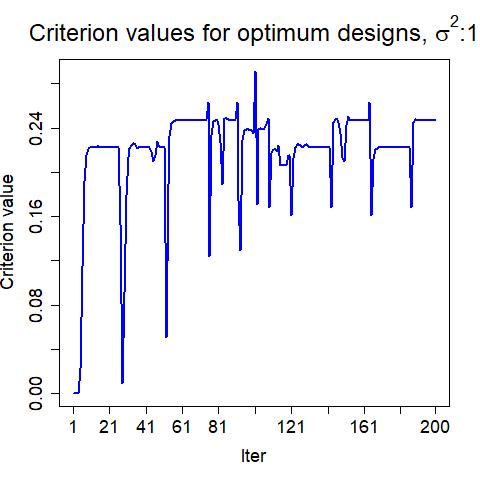 Criterion values for optimum designs, σ²:1
Criterion value
0.24
0.16
0.08
0.00
1 21 41 61 81 121 161 200
Iter